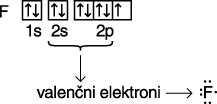 F ↑↓ ↑↓ ↑↓ ↑↓ ↑
1s 2s 2p
valenčni elektroni → F